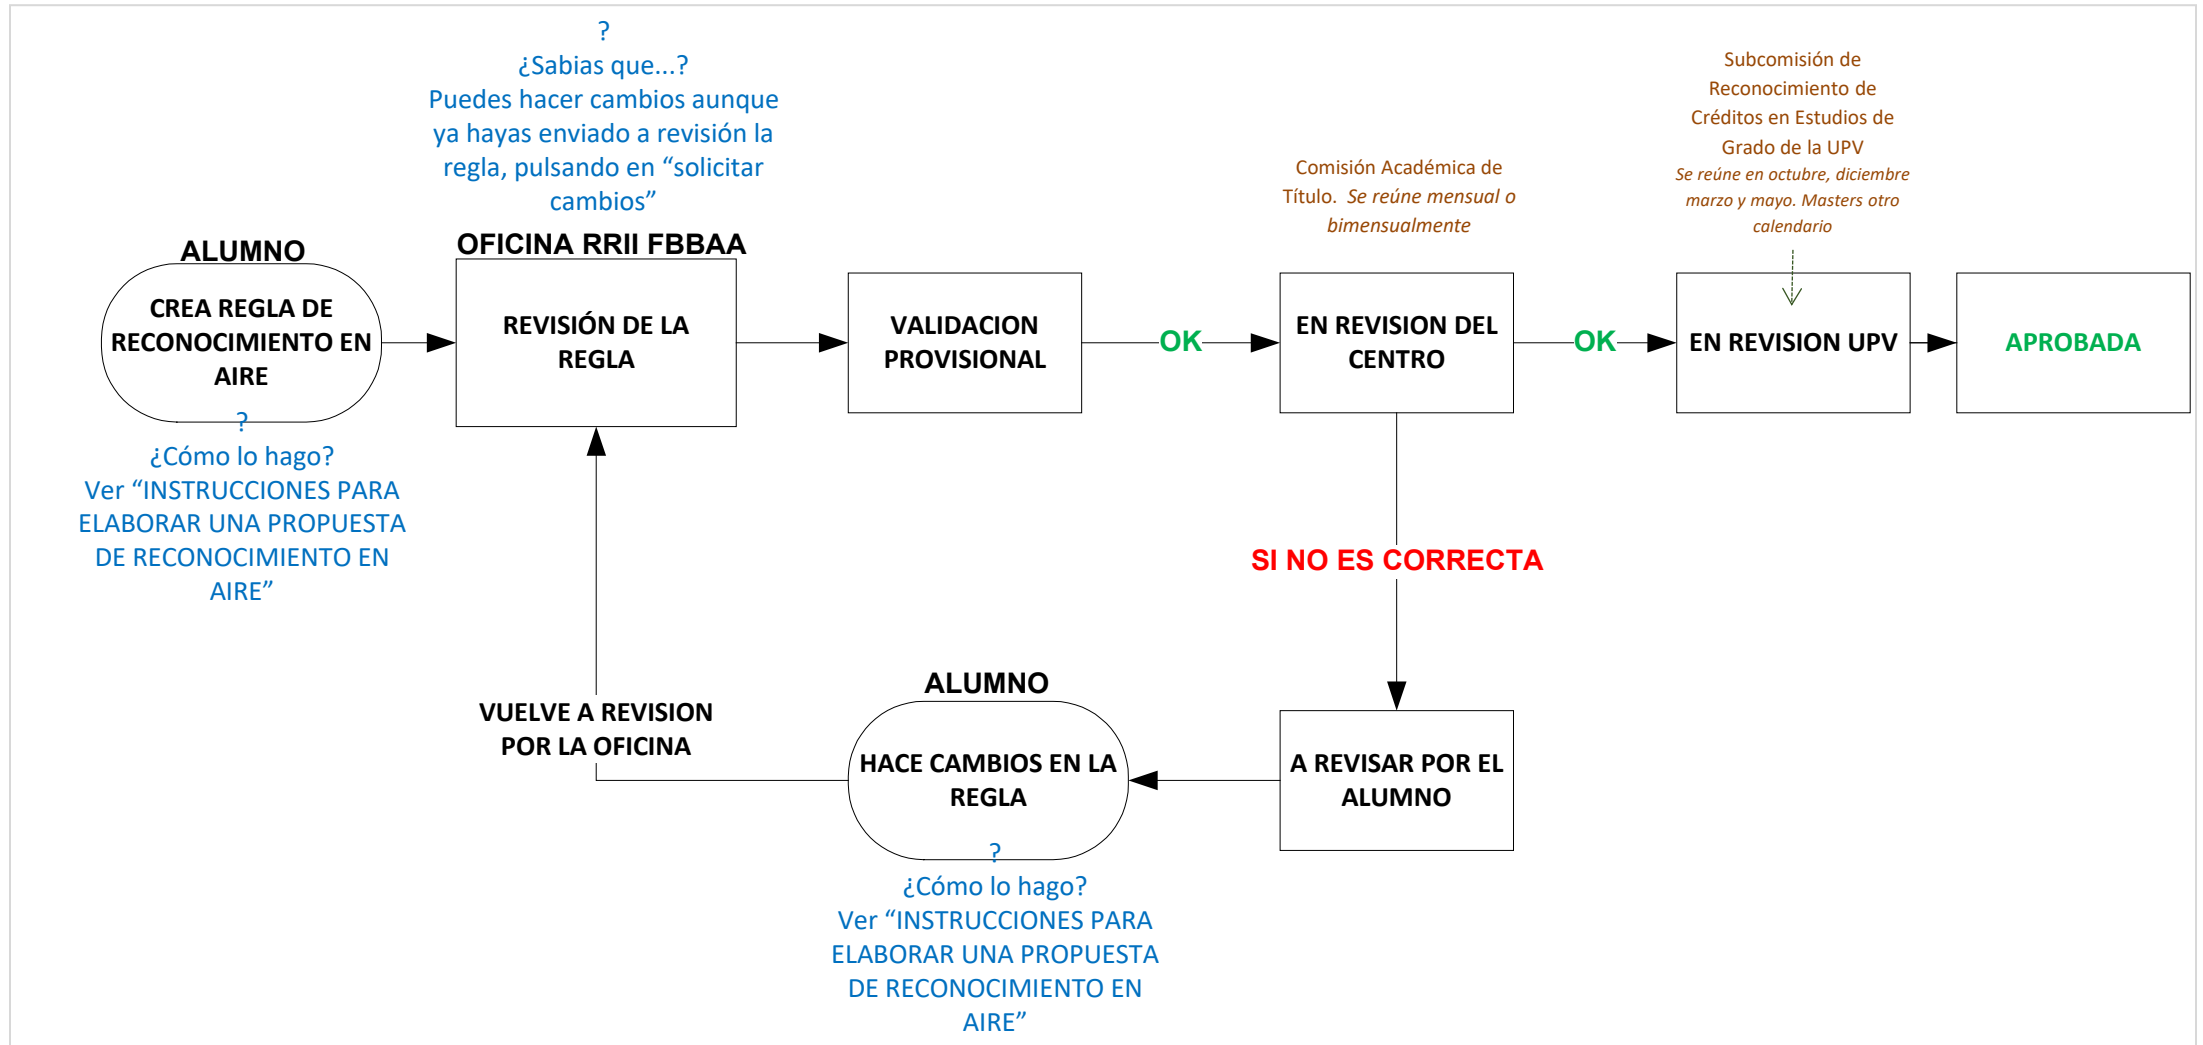 ?
¿Sabias que...?
Puedes hacer cambios aunque
ya hayas enviado a revisión la
regla, pulsando en “solicitar
cambios”
Subcomisión de
Reconocimiento de
Créditos en Estudios de
Grado de la UPV
Se reúne en octubre, diciembre
marzo y mayo. Masters otro
calendario
Comisión Académica de
Título. Se reúne mensual o
bimensualmente
ALUMNO
CREA REGLA DE
RECONOCIMIENTO EN
AIRE
?
¿Cómo lo hago?
Ver “INSTRUCCIONES PARA
ELABORAR UNA PROPUESTA
DE RECONOCIMIENTO EN
AIRE”
OFICINA RRII FBBAA
REVISIÓN DE LA
REGLA
VALIDACION
PROVISIONAL
OK
EN REVISION DEL
CENTRO
OK
EN REVISION UPV
APROBADA
SI NO ES CORRECTA
A REVISAR POR EL
ALUMNO
ALUMNO
HACE CAMBIOS EN LA
REGLA
?
¿Cómo lo hago?
Ver “INSTRUCCIONES PARA
ELABORAR UNA PROPUESTA
DE RECONOCIMIENTO EN
AIRE”
VUELVE A REVISION
POR LA OFICINA